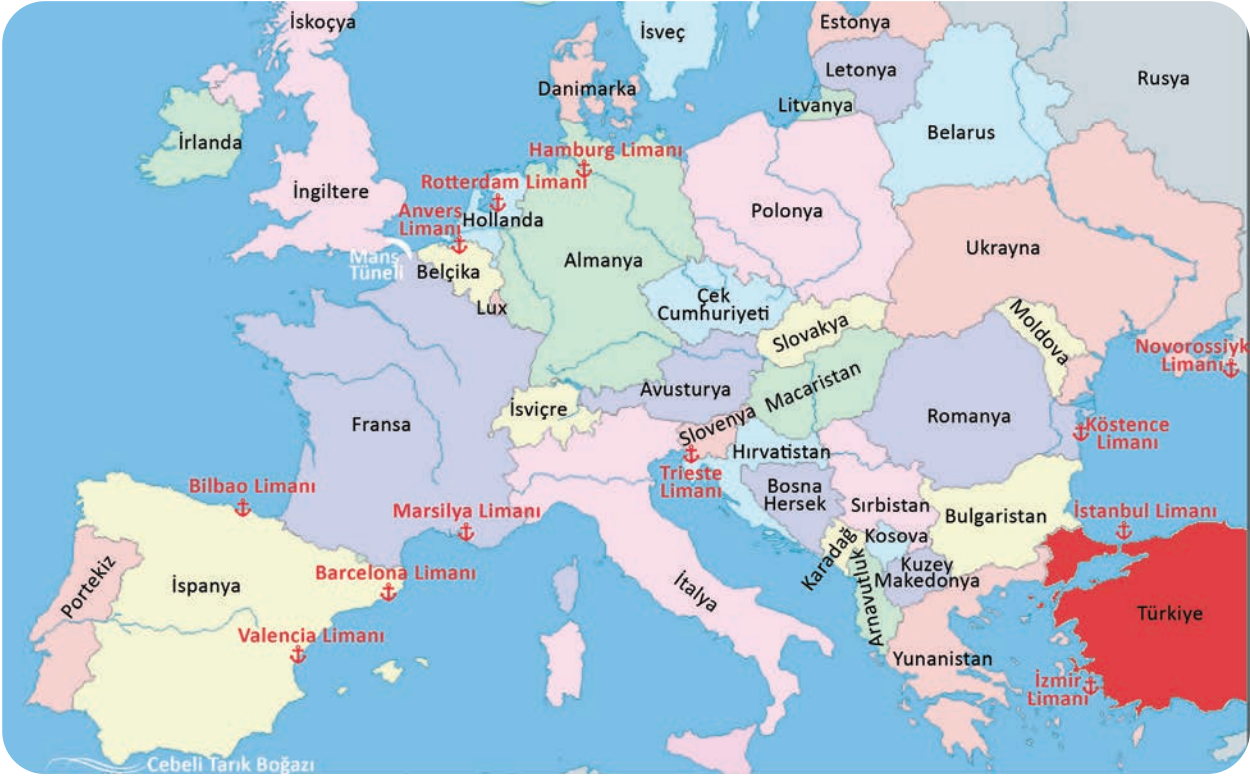 İskoçya
İsveç
Estonya
Letonya
Rusya
Danimarka
Litvanya
Belarus
İrlanda
Hamburg Limanı
Rotterdam Limanı
İngiltere
Anvers
Limanı
Hollanda
Polonya
Ukrayna
Manş
Tüneli
Belçika
Almanya
Lux
Çek
Cumhuriyeti
Slovakya
Moldova
Novorossiyk
Limanı
Avusturya
Macaristan
İsviçre
Fransa
Slovenya
Romanya
Köstence
Limanı
Hırvatistan
Trieste
Limanı
Bilbao Limanı
Bosna
Hersek
Sırbistan
Marsilya Limanı
Bulgaristan
İstanbul Limanı
Karadağ
Kosova
Kuzey
Makedonya
Barcelona Limanı
Portekiz
İspanya
İtalya
Arnavutluk
Türkiye
Valencia Limanı
Yunanistan
İzmir
Limanı
Cebeli Tarık Boğazı